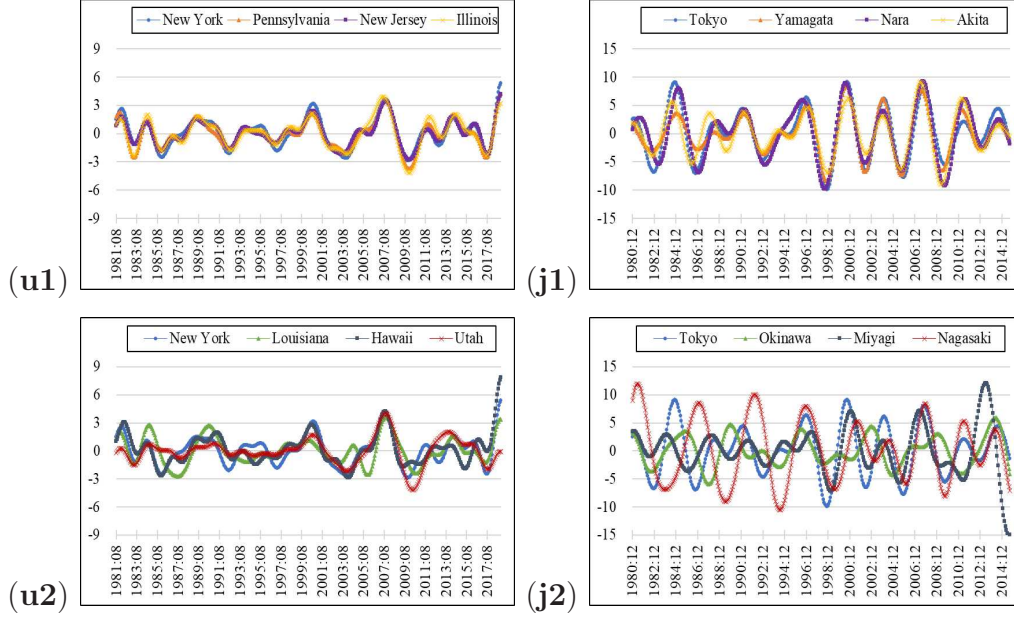 New York Pennsylvania New Jersey Illinois
9
6
3
0
-3
-6
-9
1981:08 1983:08 1985:08 1987:08 1989:08 1991:08 1993:08 1995:08 1997:08 1999:08 2001:08 2003:08 2005:08 2007:08 2009:08 2011:08 2013:08 2015:08 2017:08
(u1)
Tokyo Yamagata Nara Akita
15
10
5
0
-5
-10
-15
1980:12 1982:12 1984:12 1986:12 1988:12 1990:12 1992:12 1994:12 1996:12 1998:12 2000:12 2002:12 2004:12 2006:12 2008:12 2010:12 2012:12 2014:12
(j1)
New York Louisiana Hawaii Utah
9
6
3
0
-3
-6
-9
1981:08 1983:08 1985:08 1987:08 1989:08 1991:08 1993:08 1995:08 1997:08 1999:08 2001:08 2003:08 2005:08 2007:08 2009:08 2011:08 2013:08 2015:08 2017:08
(u2)
Tokyo Okinawa Miyagi Nagasaki
15
10
5
0
-5
-10
-15
1980:12 1982:12 1984:12 1986:12 1988:12 1990:12 1992:12 1994:12 1996:12 1998:12 2000:12 2002:12 2004:12 2006:12 2008:12 2010:12 2012:12 2014:12
(j2)